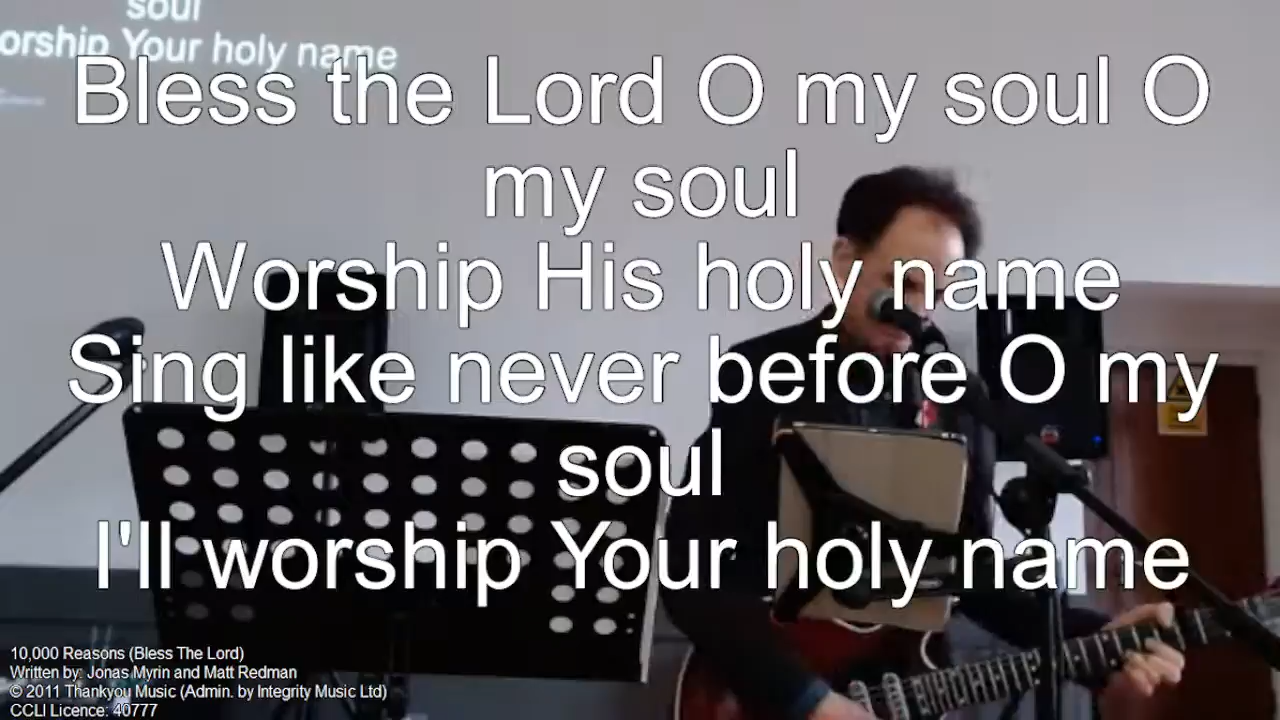 soul
orship Your holy name
Bless the Lord O my soul O
my soul
Worship His holy name
Sing like never before O my
soul
I'll worship Your holy name
10,000 Reasons (Bless The Lord)
Written by: Jonas Myrin and Matt Redman
© 2011 Thankyou Music (Admin. by Integrity Music Ltd)
CCLI Licence: 40777